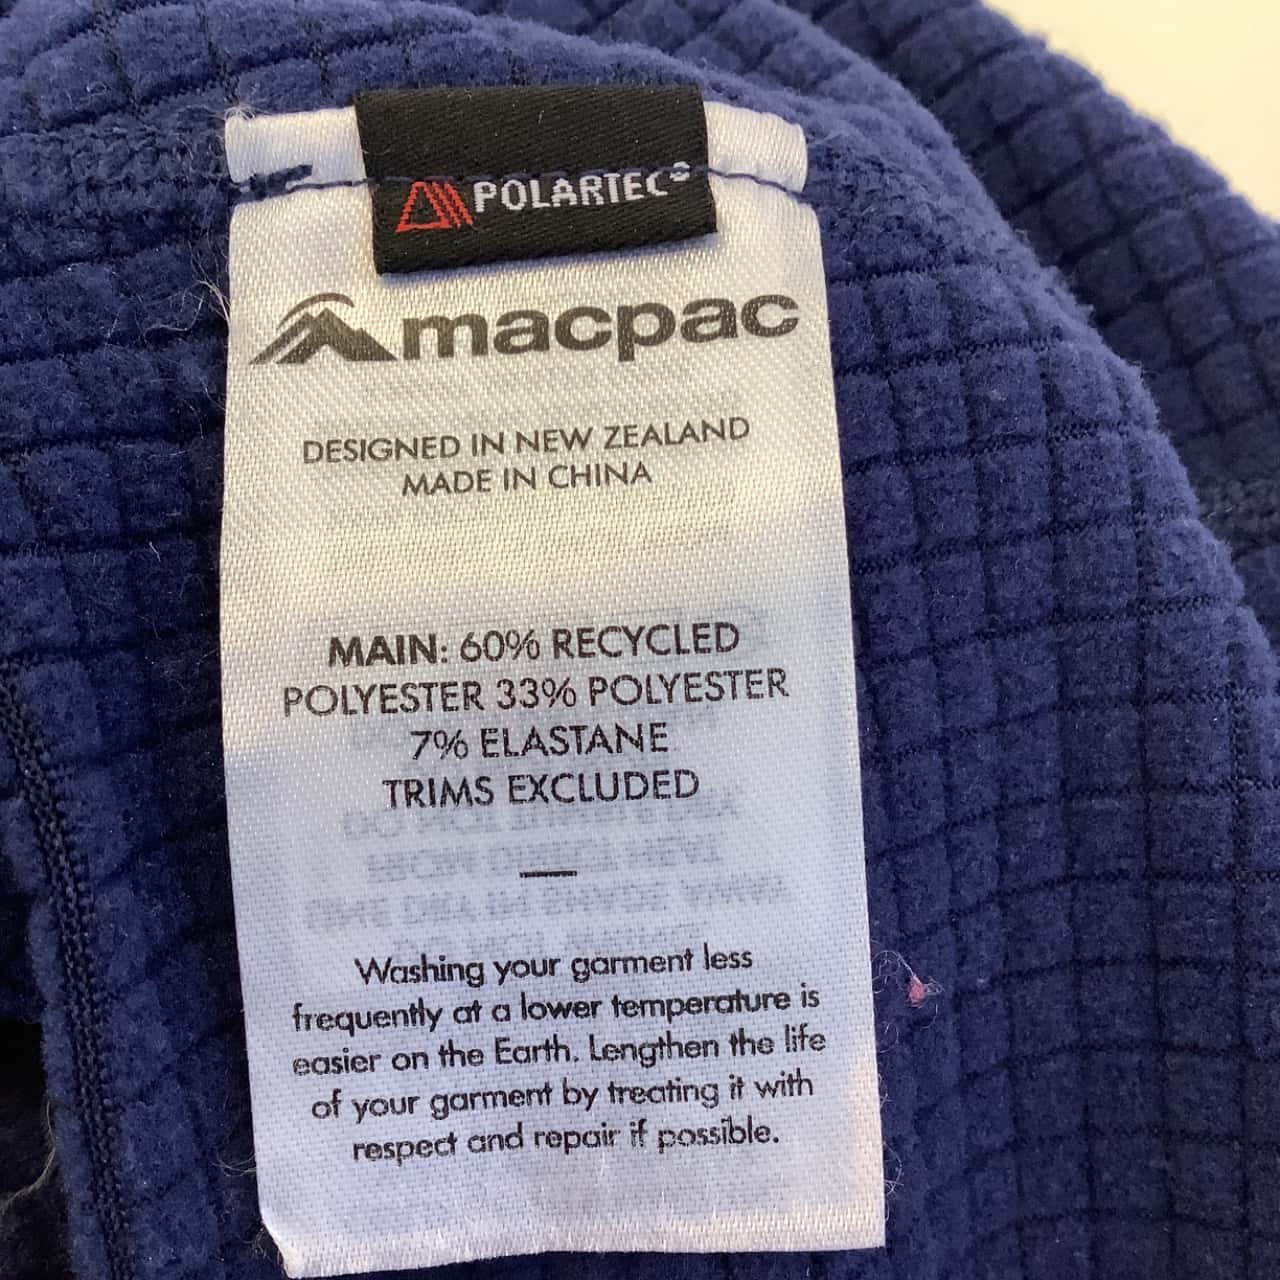 POLARTEC®
macpac
DESIGNED IN NEW ZEALAND
MADE IN CHINA
MAIN: 60% RECYCLED
POLYESTER 33% POLYESTER
7% ELASTANE
TRIMS EXCLUDED
Washing your garment less
frequently at a lower temperature is
easier on the Earth. Lengthen the life
of your garment by treating it with
respect and repair if possible.